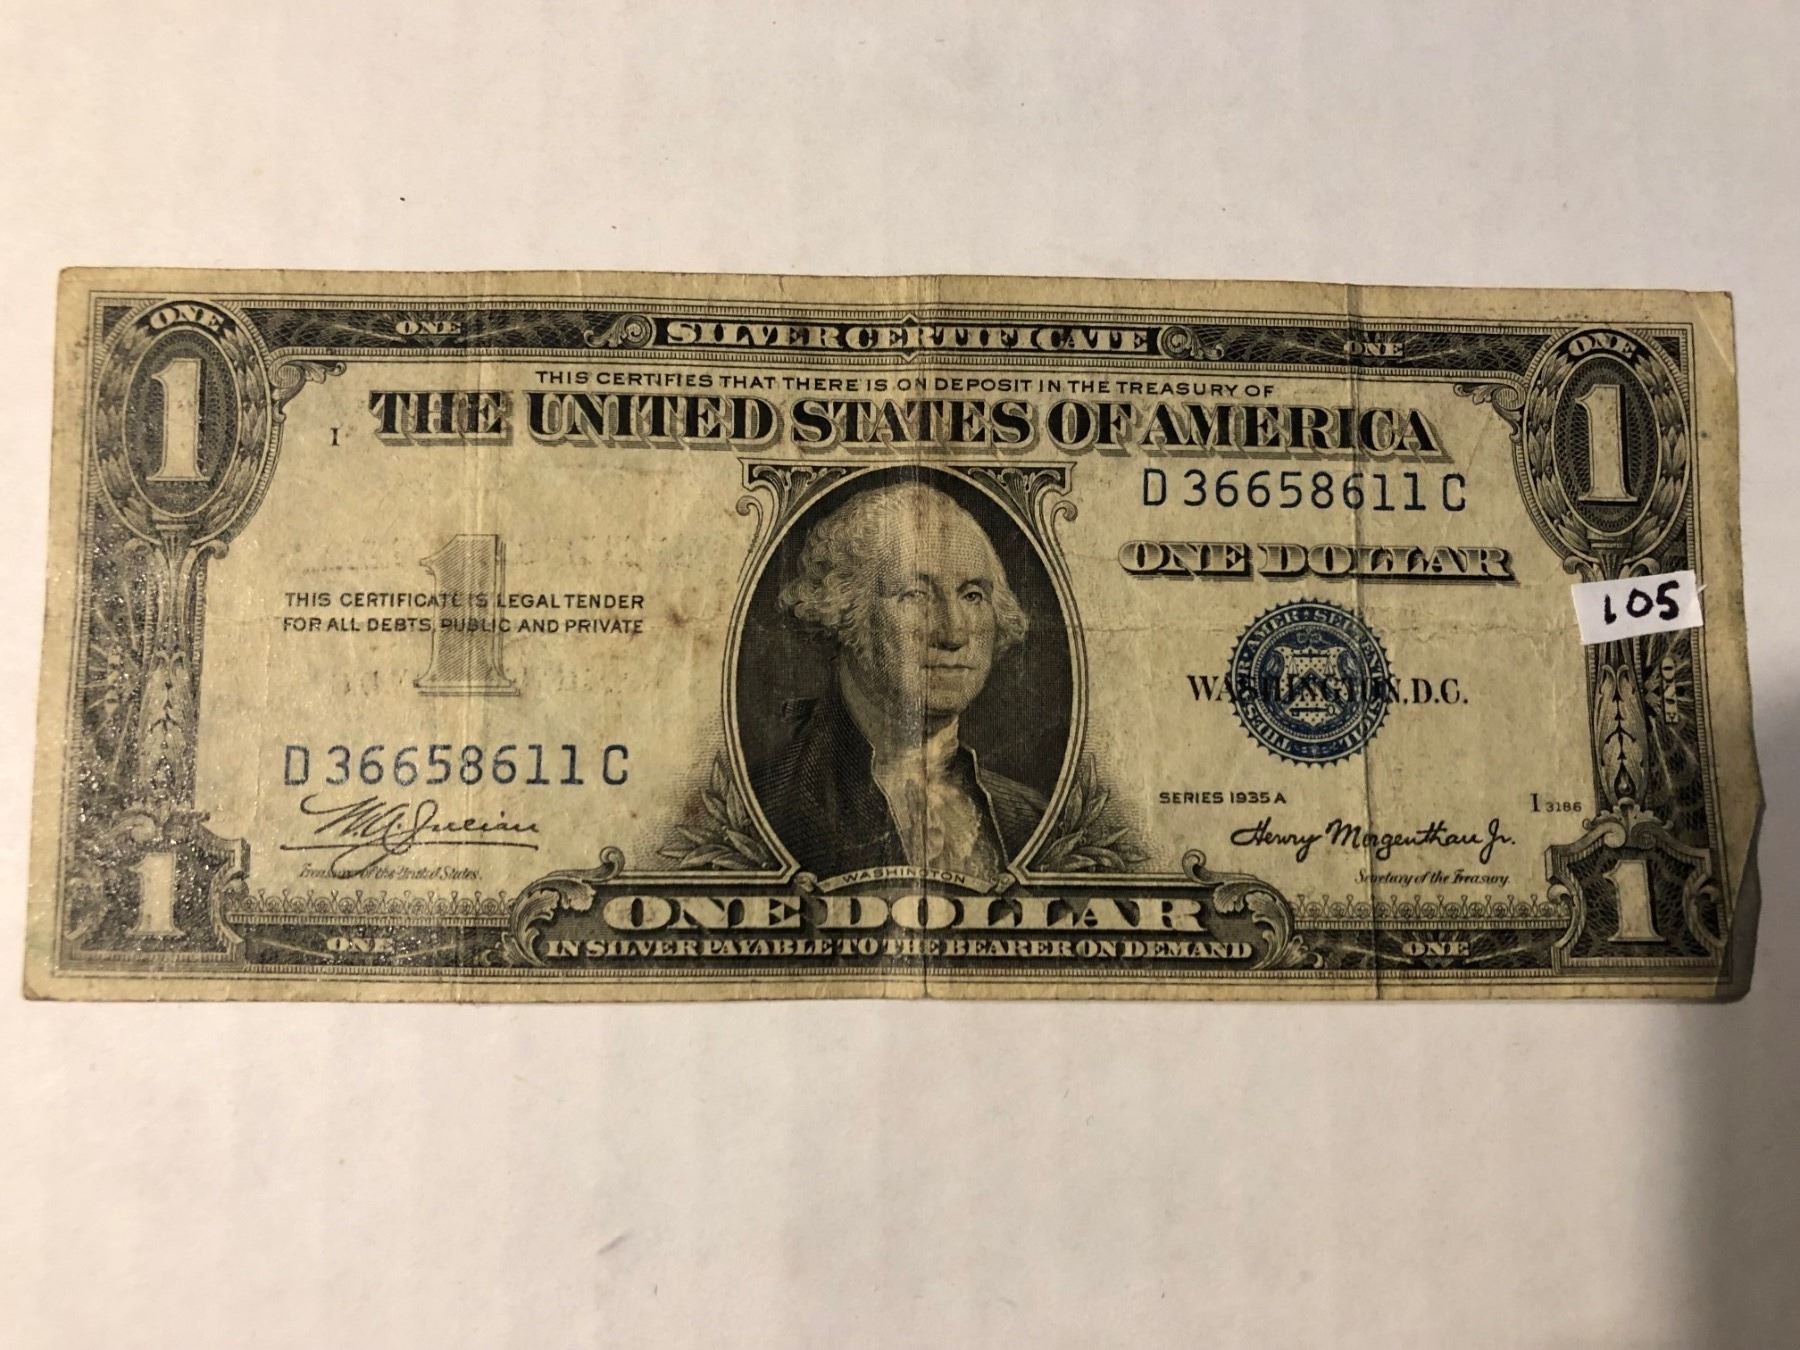 ONE ONE SILVER CERTIFICATE ONE ONE
1 1
THIS CERTIFIES THAT THERE IS ON DEPOSIT IN THE TREASURY OF
I THE UNITED STATES OF AMERICA
D 36658611 C
ONE DOLLAR
1
THIS CERTIFICATE IS LEGAL TENDER
FOR ALL DEBTS, PUBLIC AND PRIVATE
105
ONE ONE
WASHINGTON, D.C.
D 36658611 C
SERIES 1935 A
I 3186
W.A. Julian
Treasurer of the United States.
Henry Morgenthau Jr.
Secretary of the Treasury.
WASHINGTON
1 1
ONE DOLLAR
ONE ONE
IN SILVER PAYABLE TO THE BEARER ON DEMAND